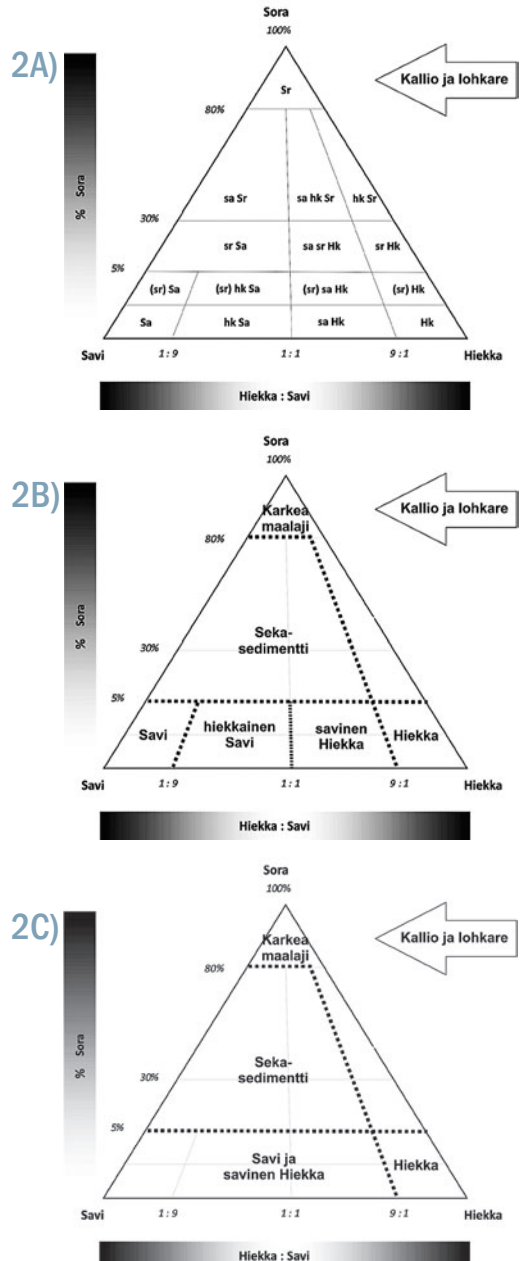 2A)
Sora
100%
Kallio ja lohkare
Sr
80%
% Sora
sa Sr
sa hk Sr
hk Sr
30%
sr Sa
sa sr Hk
sr Hk
5%
(sr) Sa
(sr) hk Sa
(sr) sa Hk
(sr) Hk
Sa
hk Sa
sa Hk
Hk
Savi
1 : 9
1 : 1
9 : 1
Hiekka
Hiekka : Savi
2B)
Sora
100%
Kallio ja lohkare
Karkea
maalaji
80%
% Sora
Seka-
sedimentti
30%
5%
Savi
hiekkainen
Savi
savinen
Hiekka
Hiekka
Savi
1 : 9
1 : 1
9 : 1
Hiekka
Hiekka : Savi
2C)
Sora
100%
Kallio ja lohkare
Karkea
maalaji
80%
% Sora
Seka-
sedimentti
30%
5%
Savi ja
savinen Hiekka
Hiekka
Savi
1 : 9
1 : 1
9 : 1
Hiekka
Hiekka : Savi